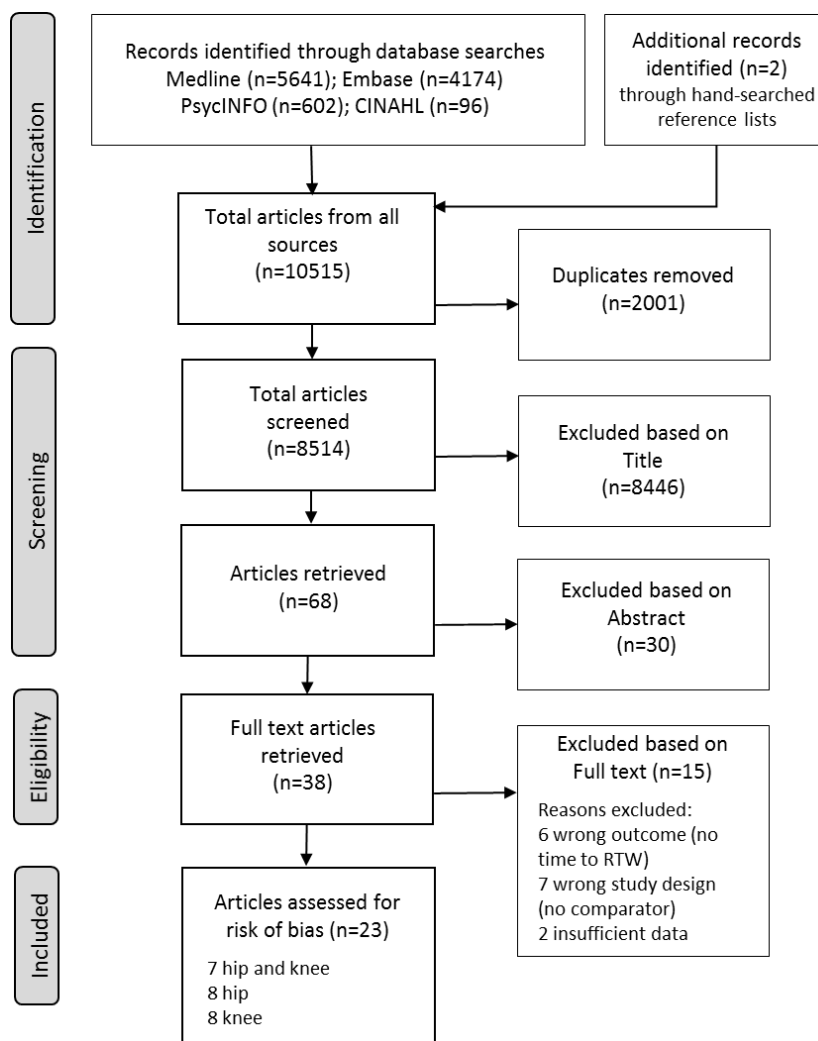 Identification
Records identified through database searches
Medline (n=5641); Embase (n=4174)
PsycINFO (n=602); CINAHL (n=96)
Additional records
identified (n=2)
through hand-searched
reference lists
Total articles from all
sources
(n=10515)
Duplicates removed
(n=2001)
Screening
Total articles
screened
(n=8514)
Excluded based on
Title
(n=8446)
Articles retrieved
(n=68)
Excluded based on
Abstract
(n=30)
Eligibility
Full text articles
retrieved
(n=38)
Excluded based on
Full text (n=15)
Reasons excluded:
6 wrong outcome (no
time to RTW)
7 wrong study design
(no comparator)
2 insufficient data
Included
Articles assessed for
risk of bias (n=23)
7 hip and knee
8 hip
8 knee